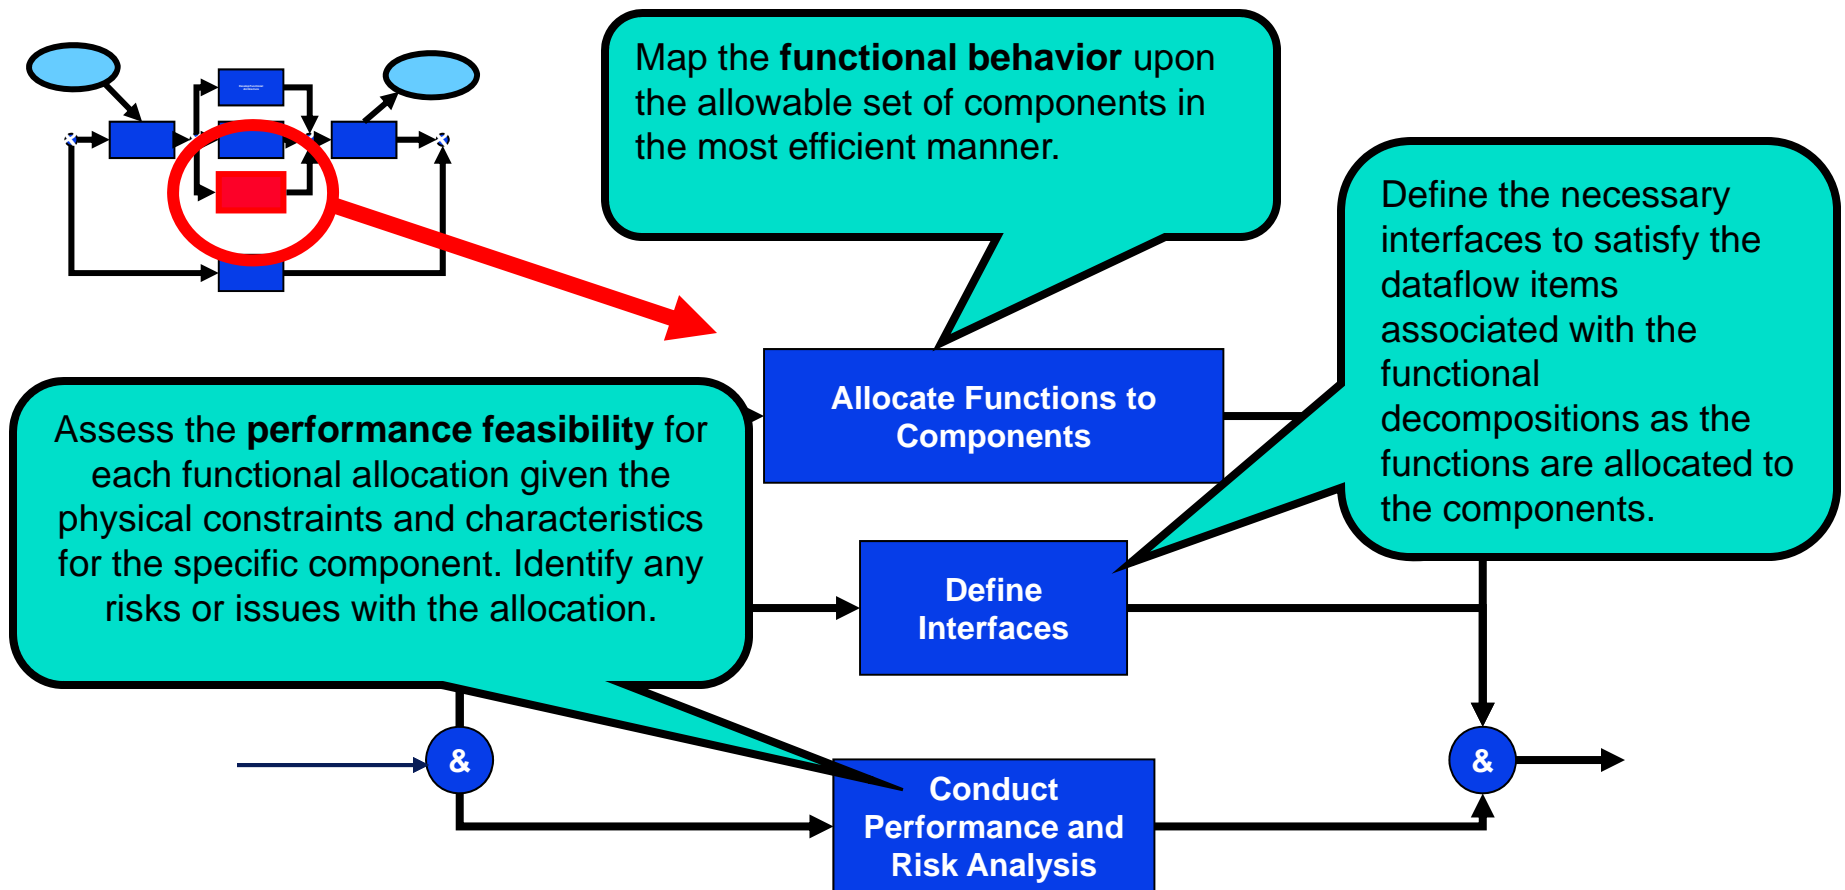 Map the functional behavior upon
the allowable set of components in
the most efficient manner.
Define the necessary
interfaces to satisfy the
dataflow items
associated with the
functional
decompositions as the
functions are allocated to
the components.
Allocate Functions to
Components
Assess the performance feasibility for
each functional allocation given the
physical constraints and characteristics
for the specific component. Identify any
risks or issues with the allocation.
Define
Interfaces
&
&
Conduct
Performance and
Risk Analysis